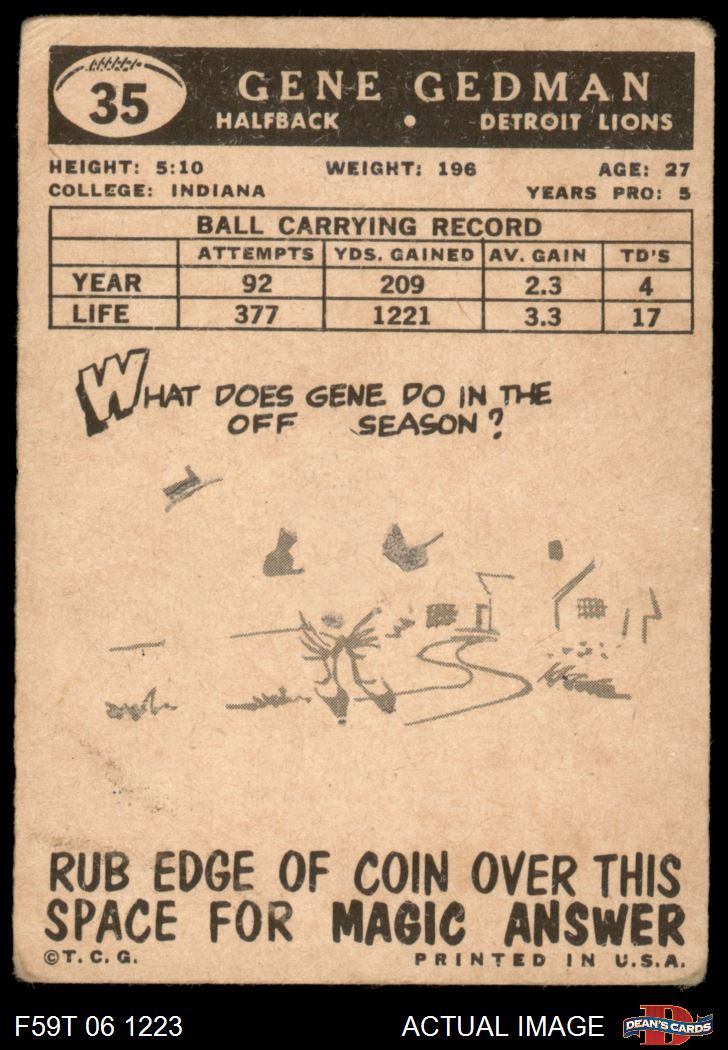 35
GENE GEDMAN
HALFBACK • DETROIT LIONS
HEIGHT: 5:10 WEIGHT: 196 AGE: 27
COLLEGE: INDIANA YEARS PRO: 5
BALL CARRYING RECORD
ATTEMPTS YDS. GAINED AV. GAIN TD'S
YEAR 92 209 2.3 4
LIFE 377 1221 3.3 17
WHAT DOES GENE DO IN THE
OFF SEASON?
RUB EDGE OF COIN OVER THIS
SPACE FOR MAGIC ANSWER
©T.C.G. PRINTED IN U.S.A.
F59T 06 1223 ACTUAL IMAGE DEAN'S CARDS